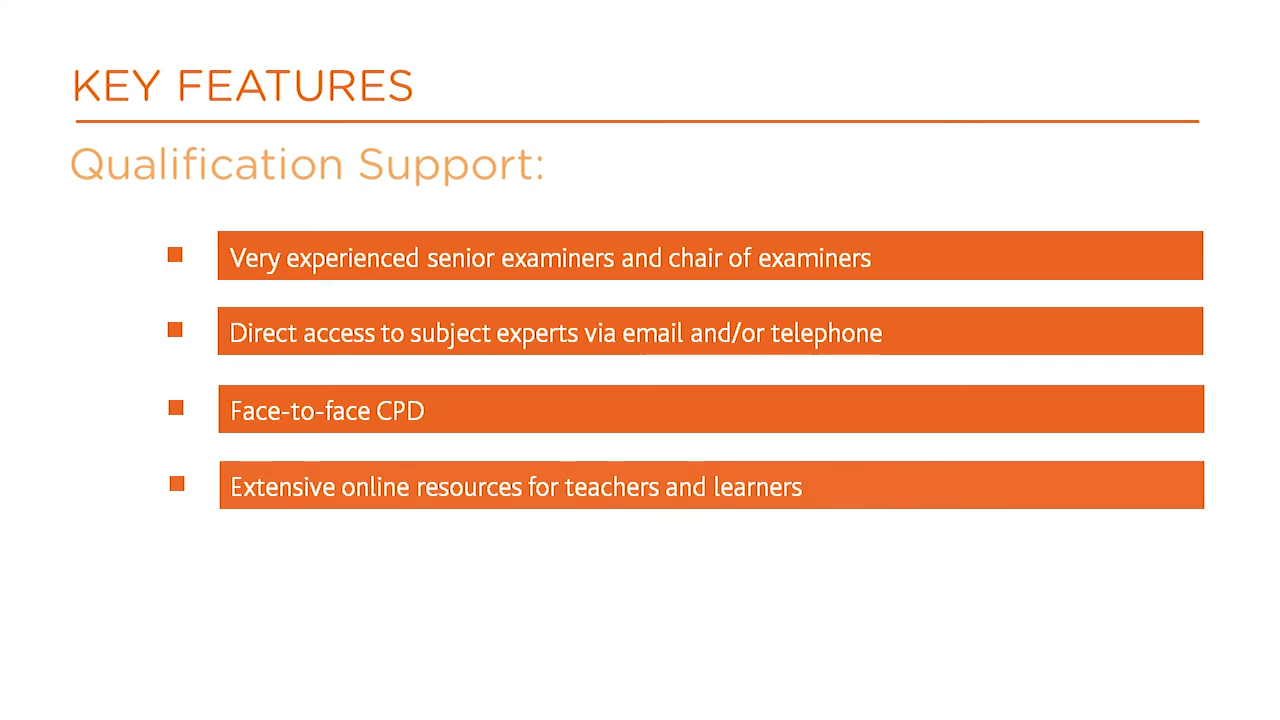 KEY FEATURES
Qualification Support:
Very experienced senior examiners and chair of examiners
Direct access to subject experts via email and/or telephone
Face-to-face CPD
Extensive online resources for teachers and learners